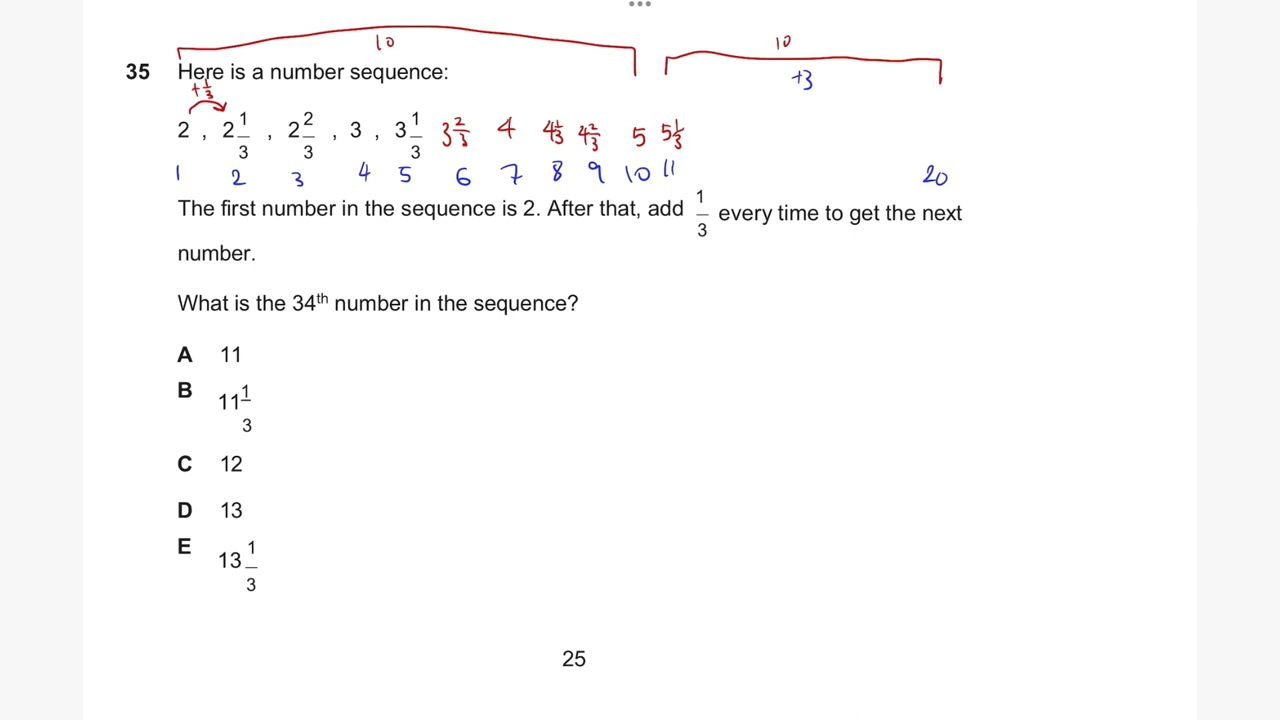 10 10
35 Here is a number sequence: +3
+1/3
2 , 2 1/3 , 2 2/3 , 3 , 3 1/3 3 2/3 4 4 1/3 4 2/3 5 5 1/3
1 2 3 4 5 6 7 8 9 10 11 20
The first number in the sequence is 2. After that, add 1/3 every time to get the next
number.
What is the 34th number in the sequence?
A 11
B 11 1/3
C 12
D 13
E 13 1/3
25